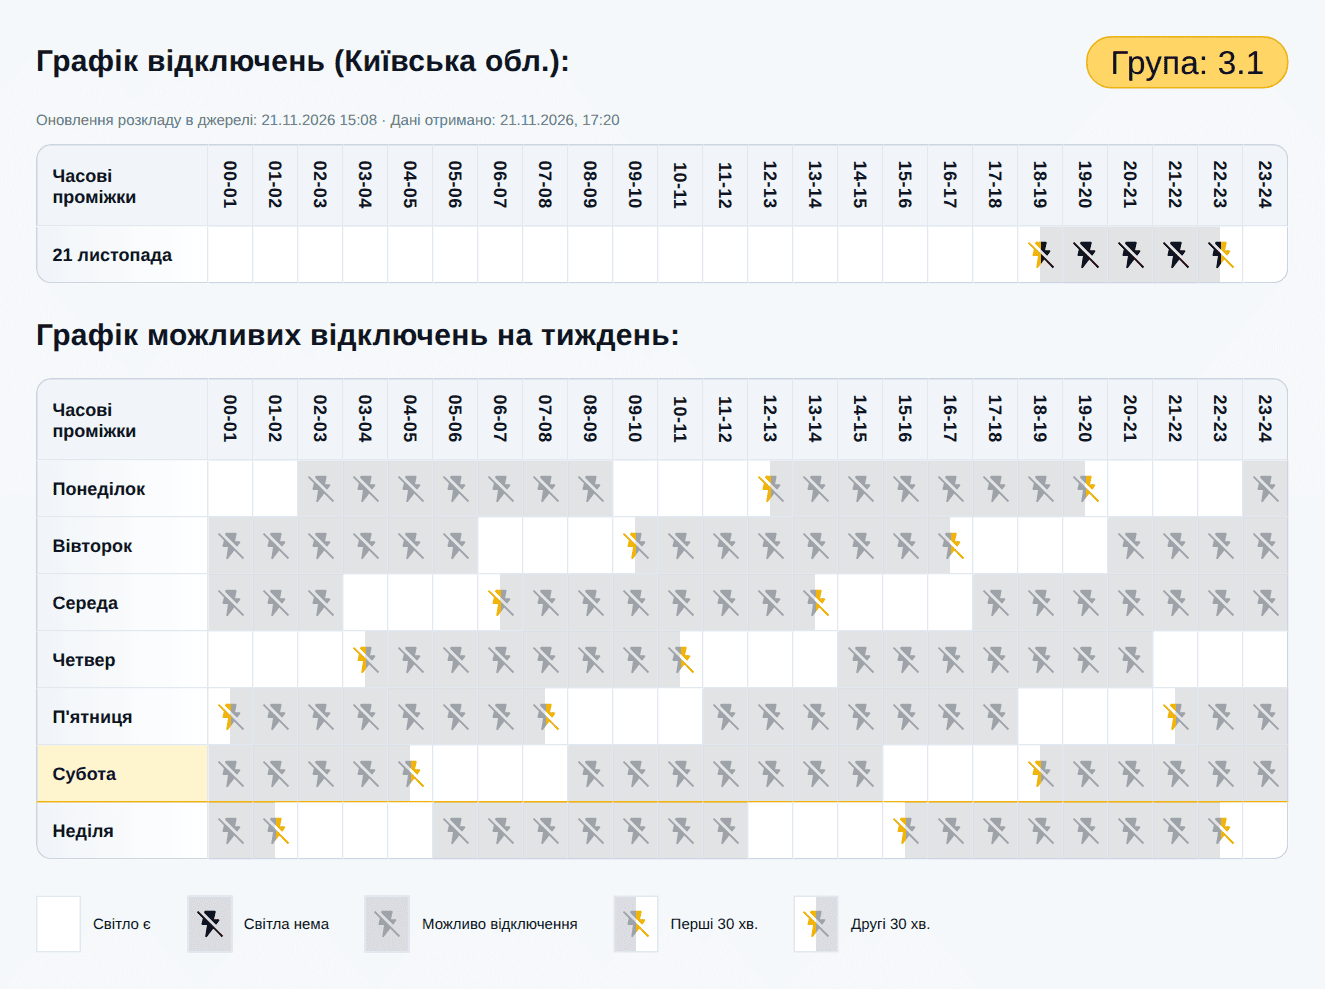 Графік відключень (Київська обл.):
Група: 3.1
Оновлення розкладу в джерелі: 21.11.2026 15:08 · Дані отримано: 21.11.2026, 17:20
Часові
проміжки
00-01
01-02
02-03
03-04
04-05
05-06
06-07
07-08
08-09
09-10
10-11
11-12
12-13
13-14
14-15
15-16
16-17
17-18
18-19
19-20
20-21
21-22
22-23
23-24
21 листопада
Графік можливих відключень на тиждень:
Часові
проміжки
00-01
01-02
02-03
03-04
04-05
05-06
06-07
07-08
08-09
09-10
10-11
11-12
12-13
13-14
14-15
15-16
16-17
17-18
18-19
19-20
20-21
21-22
22-23
23-24
Понеділок
Вівторок
Середа
Четвер
П'ятниця
Субота
Неділя
Світло є
Світла нема
Можливо відключення
Перші 30 хв.
Другі 30 хв.